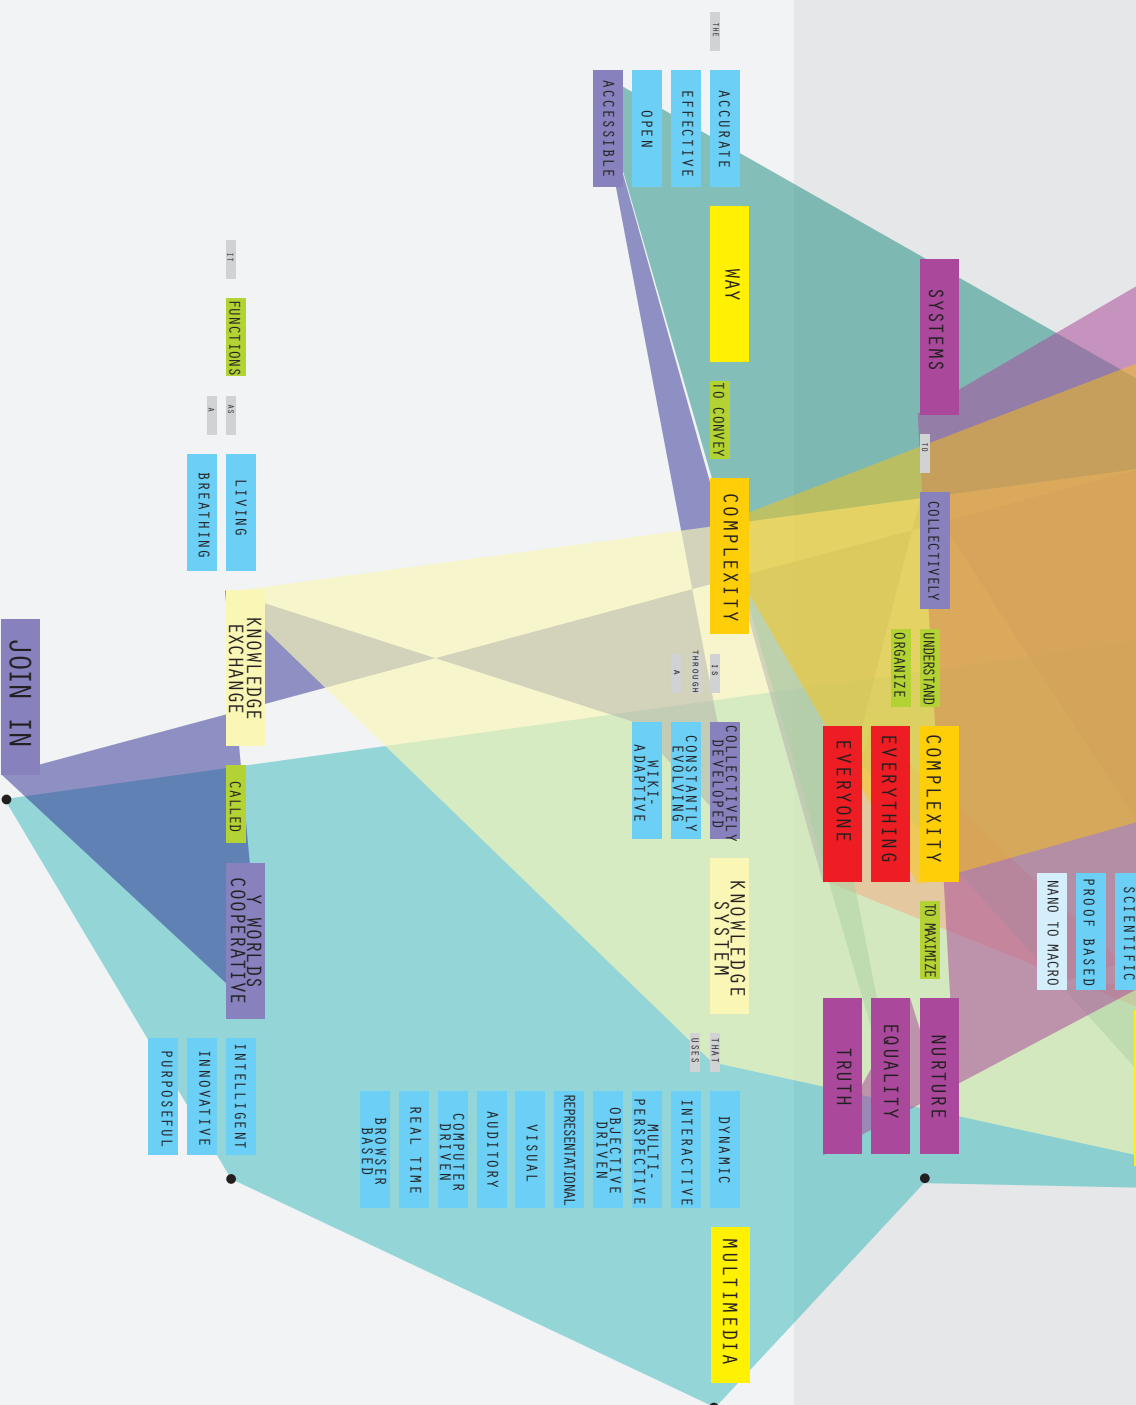 SCIENTIFIC
PROOF BASED
NANO TO MACRO
SYSTEMS
TO
COLLECTIVELY
UNDERSTAND
ORGANIZE
COMPLEXITY
EVERYTHING
EVERYONE
TO MAXIMIZE
NURTURE
EQUALITY
TRUTH
THE
ACCURATE
EFFECTIVE
OPEN
ACCESSIBLE
WAY
TO CONVEY
COMPLEXITY
IS
THROUGH
A
COLLECTIVELY
DEVELOPED
CONSTANTLY
EVOLVING
WIKI-
ADAPTIVE
KNOWLEDGE
SYSTEM
THAT
USES
DYNAMIC
INTERACTIVE
MULTI-
PERSPECTIVE
OBJECTIVE
DRIVEN
REPRESENTATIONAL
VISUAL
AUDITORY
COMPUTER
DRIVEN
REAL TIME
BROWSER
BASED
MULTIMEDIA
IT
FUNCTIONS
AS
A
LIVING
BREATHING
KNOWLEDGE
EXCHANGE
CALLED
Y WORLDS
COOPERATIVE
INTELLIGENT
INNOVATIVE
PURPOSEFUL
JOIN IN